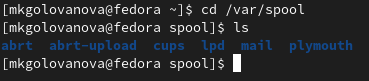 [mkgolovanova@fedora ~]$ cd /var/spool
[mkgolovanova@fedora spool]$ ls
abrt  abrt-upload  cups  lpd  mail  plymouth
[mkgolovanova@fedora spool]$